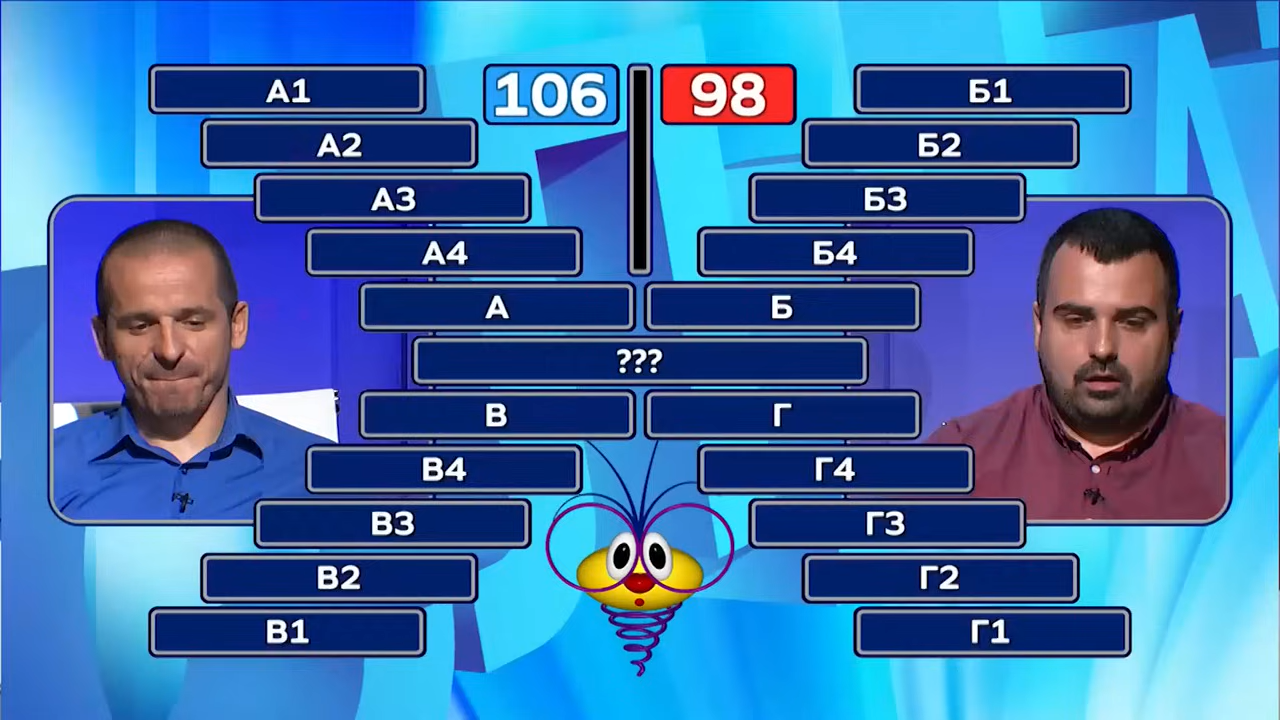 А1 106 98 Б1
А2 Б2
А3 Б3
А4 Б4
А Б
???
В Г
В4 Г4
В3 Г3
В2 Г2
В1 Г1